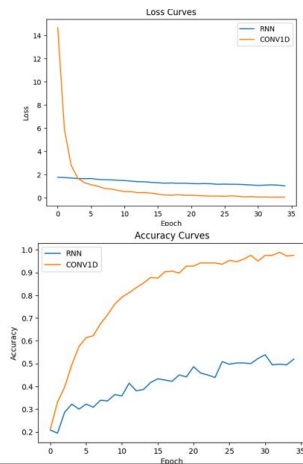 Loss Curves
RNN
CONV1D
14
12
10
8
6
4
2
0
Loss
0 5 10 15 20 25 30 35
Epoch
Accuracy Curves
RNN
CONV1D
1.0
0.9
0.8
0.7
0.6
0.5
0.4
0.3
0.2
Accuracy
0 5 10 15 20 25 30 35
Epoch